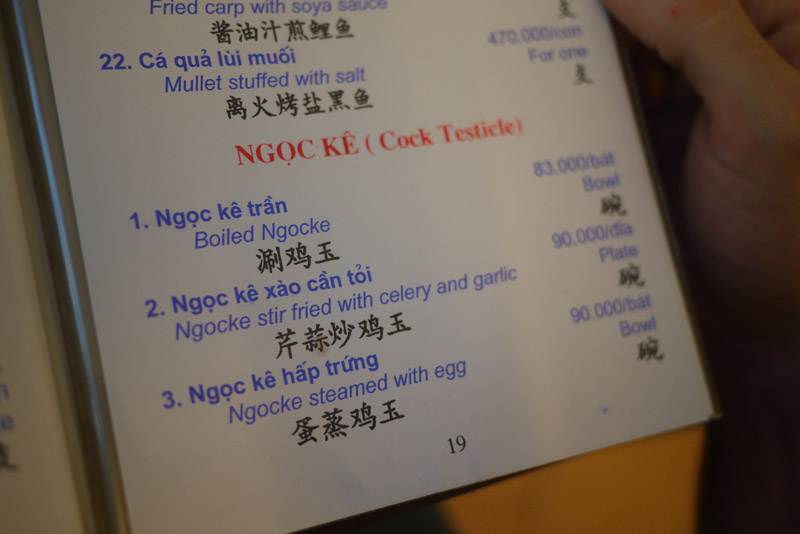 Fried carp with soya sauce
酱油汁煎鲤鱼
22. Cá quả lùi muối 470.000/con
Mullet stuffed with salt For one
离火烤盐黑鱼
NGỌC KÊ ( Cock Testicle)
1. Ngọc kê trần 83.000/bát
Boiled Ngocke Bowl
涮鸡玉 碗
2. Ngọc kê xào cần tỏi 90.000/đĩa
Ngocke stir fried with celery and garlic Plate
芹蒜炒鸡玉 碗
3. Ngọc kê hấp trứng 90.000/bát
Ngocke steamed with egg Bowl
蛋蒸鸡玉 碗
19